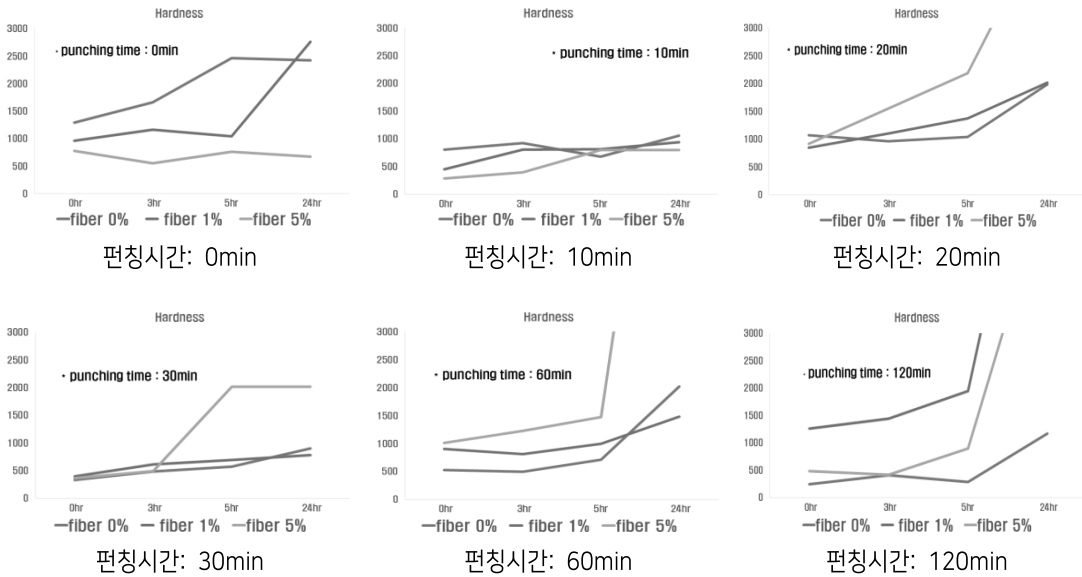 Hardness
3000
2500
2000
1500
1000
500
0
· punching time : 0min
0hr 3hr 5hr 24hr
fiber 0% fiber 1% fiber 5%
펀칭시간: 0min
Hardness
3000
2500
2000
1500
1000
500
0
· punching time : 10min
0hr 3hr 5hr 24hr
fiber 0% fiber 1% fiber 5%
펀칭시간: 10min
Hardness
3000
2500
2000
1500
1000
500
0
· punching time : 20min
0hr 3hr 5hr 24hr
fiber 0% fiber 1% fiber 5%
펀칭시간: 20min
Hardness
3000
2500
2000
1500
1000
500
0
· punching time : 30min
0hr 3hr 5hr 24hr
fiber 0% fiber 1% fiber 5%
펀칭시간: 30min
Hardness
3000
2500
2000
1500
1000
500
0
· punching time : 60min
0hr 3hr 5hr 24hr
fiber 0% fiber 1% fiber 5%
펀칭시간: 60min
Hardness
3000
2500
2000
1500
1000
500
0
· punching time : 120min
0hr 3hr 5hr 24hr
fiber 0% fiber 1% fiber 5%
펀칭시간: 120min